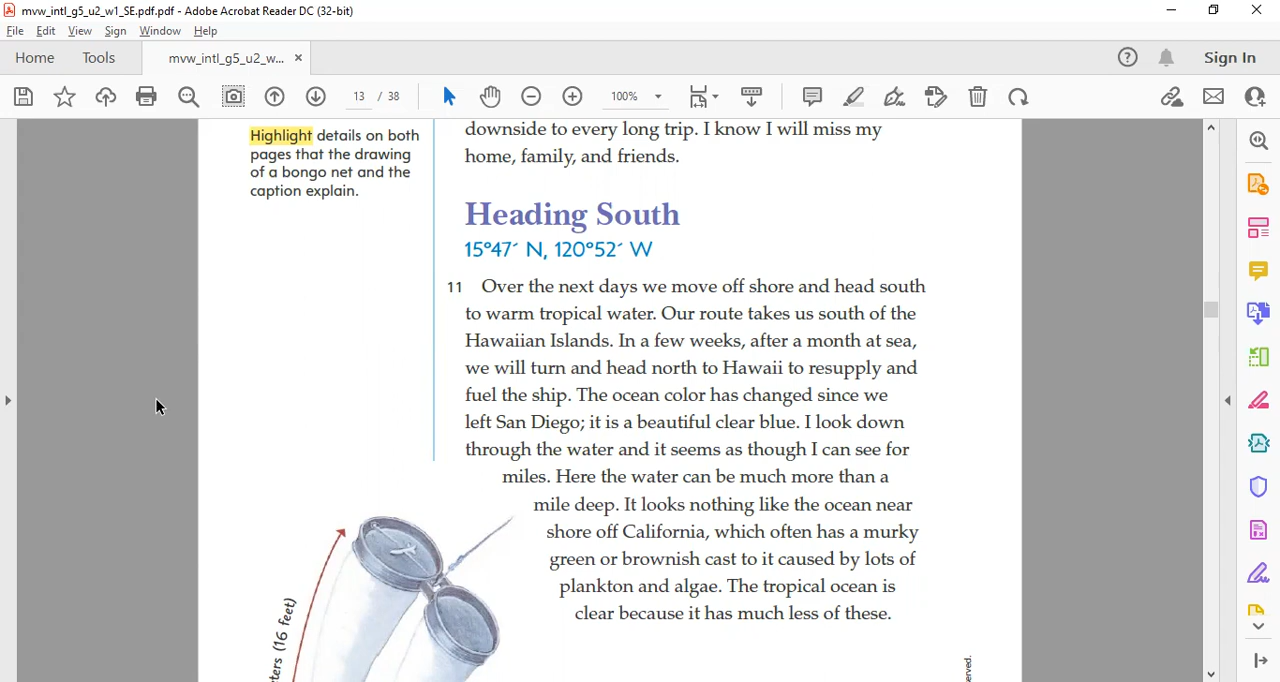 mvw_intl_g5_u2_w1_SE.pdf.pdf - Adobe Acrobat Reader DC (32-bit)
File Edit View Sign Window Help
Home Tools mvw_intl_g5_u2_w... × Sign In
13 / 38 100%
Highlight details on both
pages that the drawing
of a bongo net and the
caption explain.
downside to every long trip. I know I will miss my
home, family, and friends.
Heading South
15°47´ N, 120°52´ W
11 Over the next days we move off shore and head south
to warm tropical water. Our route takes us south of the
Hawaiian Islands. In a few weeks, after a month at sea,
we will turn and head north to Hawaii to resupply and
fuel the ship. The ocean color has changed since we
left San Diego; it is a beautiful clear blue. I look down
through the water and it seems as though I can see for
miles. Here the water can be much more than a
mile deep. It looks nothing like the ocean near
shore off California, which often has a murky
green or brownish cast to it caused by lots of
plankton and algae. The tropical ocean is
clear because it has much less of these.
eters (16 feet)
erved.